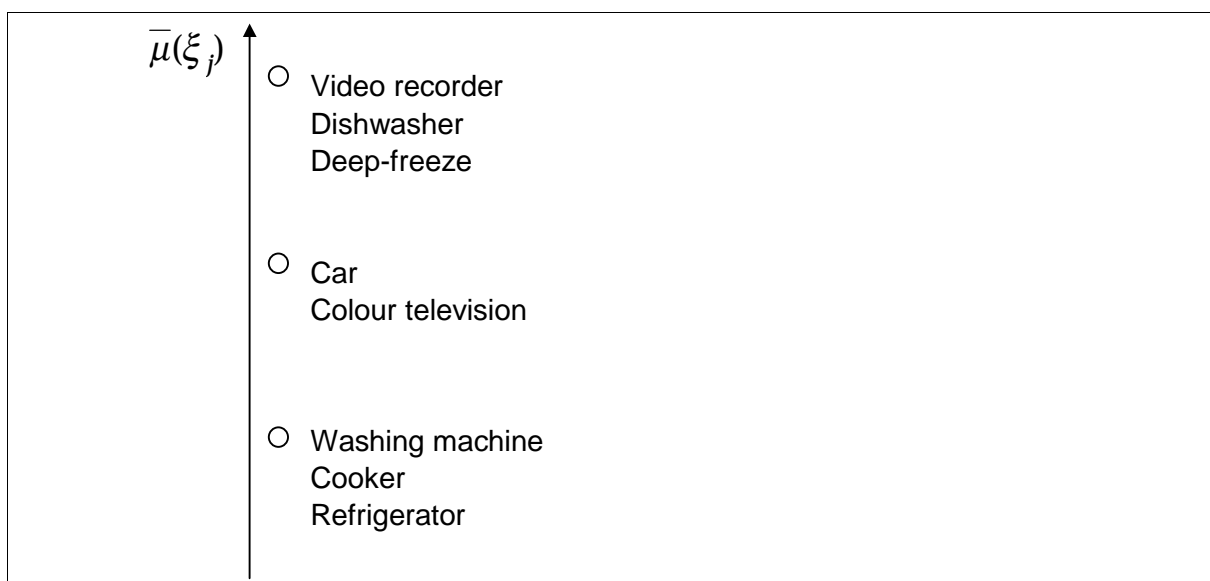 μ̅(ξj)
Video recorder
Dishwasher
Deep-freeze
Car
Colour television
Washing machine
Cooker
Refrigerator